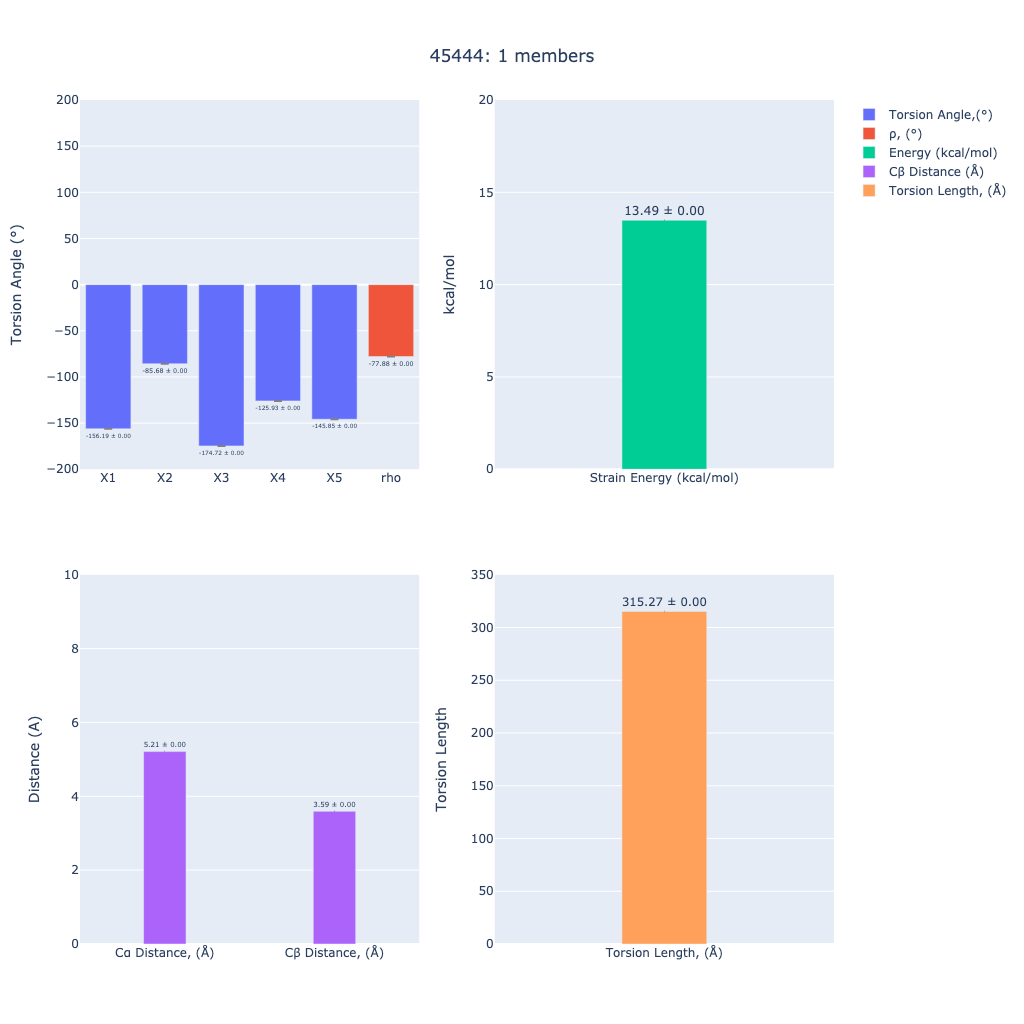 45444: 1 members
200
150
100
50
0
−50
−100
−150
−200
Torsion Angle (°)
-156.19 ± 0.00
-85.68 ± 0.00
-174.72 ± 0.00
-125.93 ± 0.00
-145.85 ± 0.00
-77.88 ± 0.00
X1 X2 X3 X4 X5 rho
20
15
10
5
0
kcal/mol
13.49 ± 0.00
Strain Energy (kcal/mol)
Torsion Angle,(°)
ρ, (°)
Energy (kcal/mol)
Cβ Distance (Å)
Torsion Length, (Å)
10
8
6
4
2
0
Distance (A)
5.21 ± 0.00
3.59 ± 0.00
Cα Distance, (Å) Cβ Distance, (Å)
350
300
250
200
150
100
50
0
Torsion Length
315.27 ± 0.00
Torsion Length, (Å)